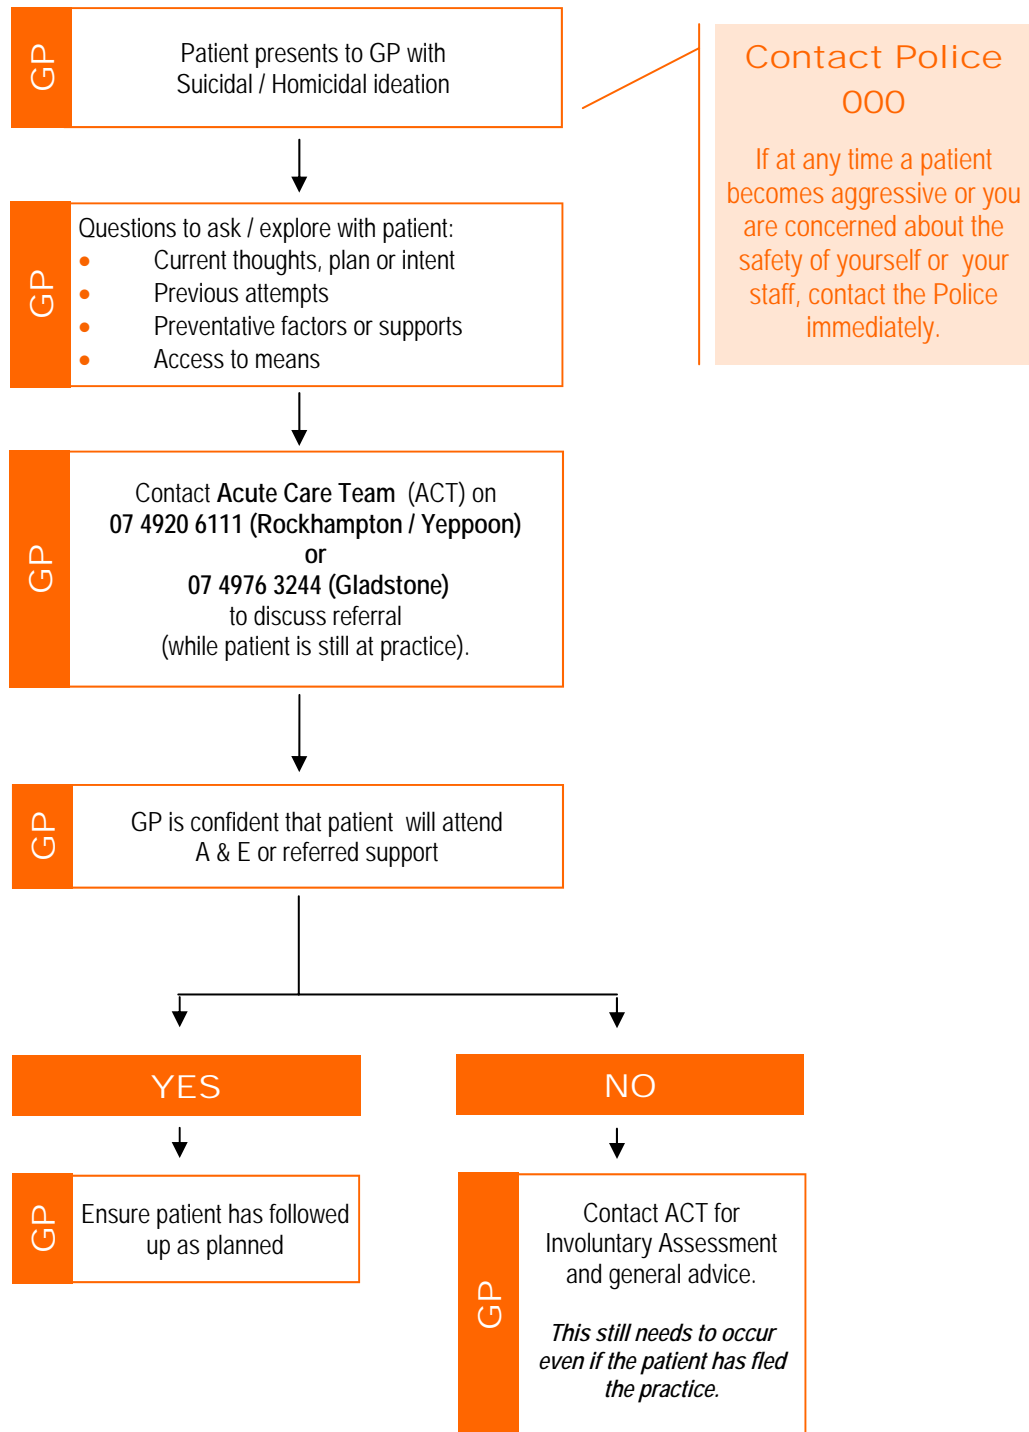 GP
Patient presents to GP with
Suicidal / Homicidal ideation
Contact Police
000
If at any time a patient
becomes aggressive or you
are concerned about the
safety of yourself or your
staff, contact the Police
immediately.
GP
Questions to ask / explore with patient:
• Current thoughts, plan or intent
• Previous attempts
• Preventative factors or supports
• Access to means
GP
Contact Acute Care Team (ACT) on
07 4920 6111 (Rockhampton / Yeppoon)
or
07 4976 3244 (Gladstone)
to discuss referral
(while patient is still at practice).
GP
GP is confident that patient will attend
A & E or referred support
YES
GP
Ensure patient has followed
up as planned
NO
GP
Contact ACT for
Involuntary Assessment
and general advice.
This still needs to occur
even if the patient has fled
the practice.